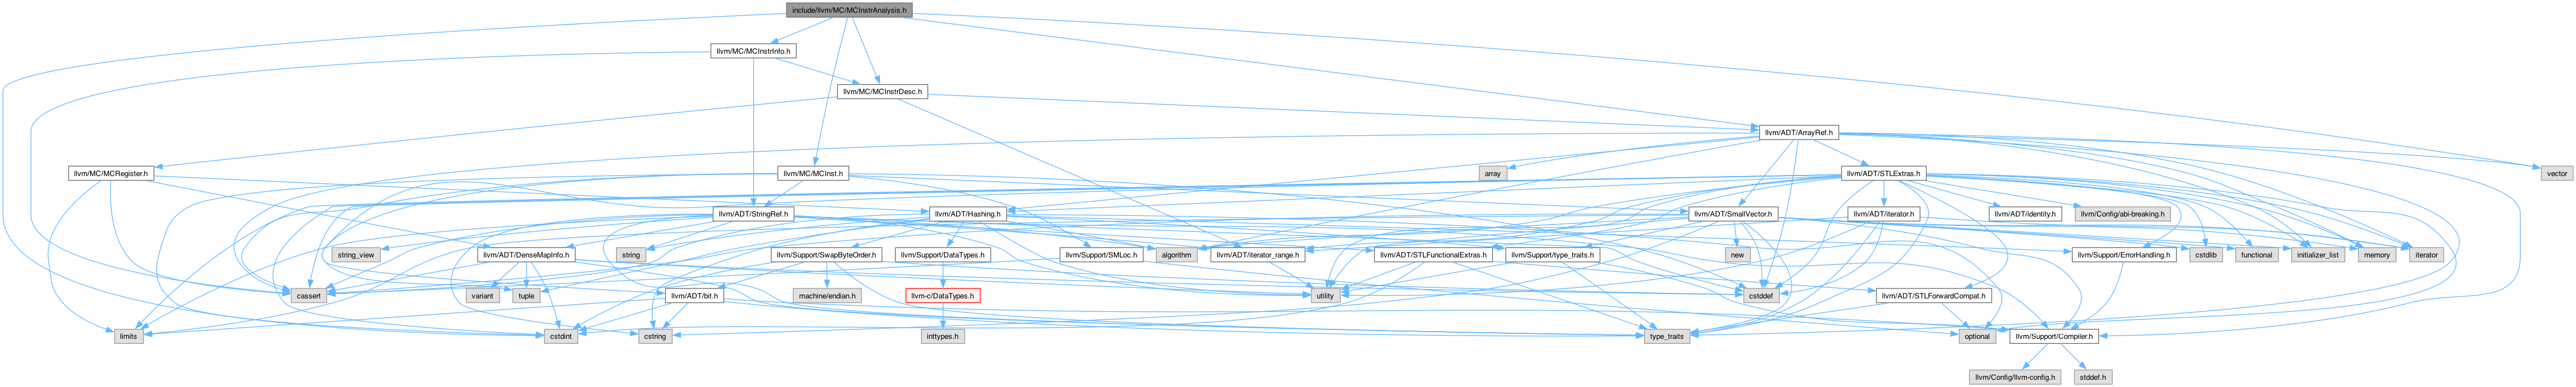 include/llvm/MC/MCInstrAnalysis.h
llvm/MC/MCInstrInfo.h
llvm/MC/MCInstrDesc.h
llvm/ADT/ArrayRef.h
llvm/MC/MCRegister.h
llvm/MC/MCInst.h
array
llvm/ADT/STLExtras.h
vector
llvm/ADT/StringRef.h
llvm/ADT/Hashing.h
llvm/ADT/SmallVector.h
llvm/ADT/iterator.h
llvm/ADT/identity.h
llvm/Config/abi-breaking.h
string_view
llvm/ADT/DenseMapInfo.h
string
llvm/Support/SwapByteOrder.h
llvm/Support/DataTypes.h
llvm/Support/SMLoc.h
algorithm
llvm/ADT/iterator_range.h
llvm/ADT/STLFunctionalExtras.h
llvm/Support/type_traits.h
new
llvm/Support/ErrorHandling.h
cstdlib
functional
initializer_list
memory
iterator
cassert
variant
tuple
llvm/ADT/bit.h
machine/endian.h
llvm-c/DataTypes.h
utility
cstddef
llvm/ADT/STLForwardCompat.h
limits
cstdint
cstring
inttypes.h
type_traits
optional
llvm/Support/Compiler.h
llvm/Config/llvm-config.h
stddef.h